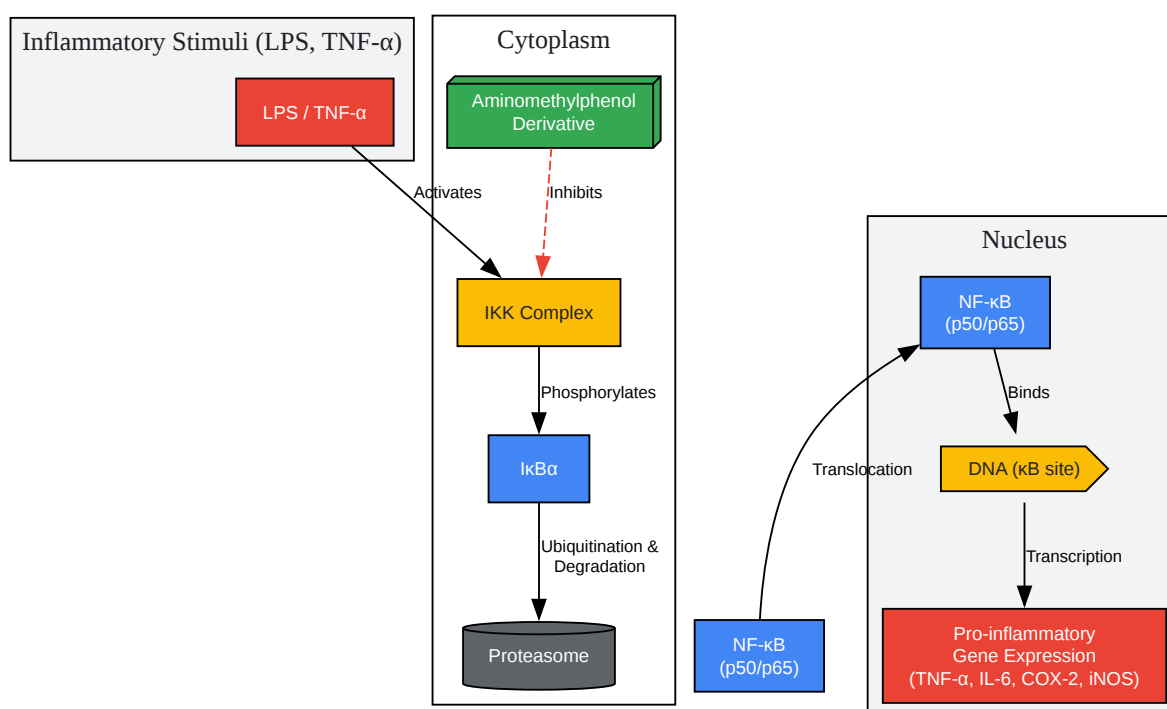 Inflammatory Stimuli (LPS, TNF-α)
LPS / TNF-α
Cytoplasm
Aminomethylphenol
Derivative
Activates
Inhibits
IKK Complex
Phosphorylates
IκBα
Ubiquitination &
Degradation
Proteasome
NF-κB
(p50/p65)
Translocation
Nucleus
NF-κB
(p50/p65)
Binds
DNA (κB site)
Transcription
Pro-inflammatory
Gene Expression
(TNF-α, IL-6, COX-2, iNOS)